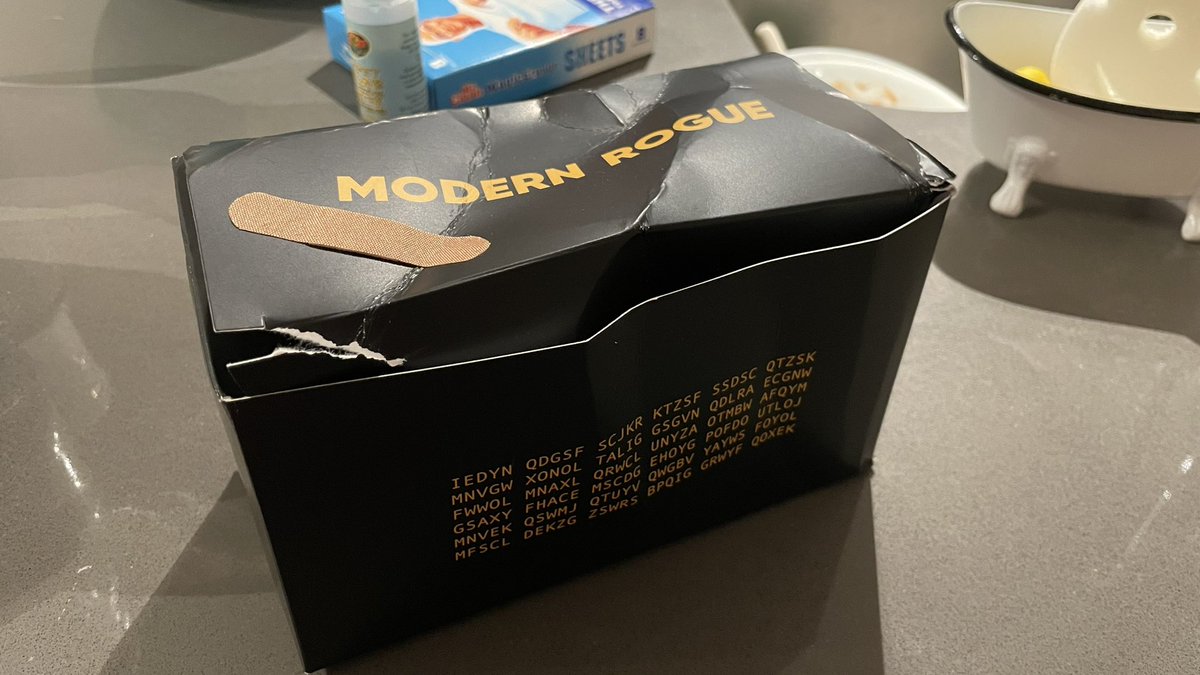 SHEETS
MODERN ROGUE
IEDYN QDGSF SCJKR KTZSF SSDSC QTZSK
MNVGW XONOL TALIG GSGVN QDLRA ECGNW
FWWOL MNAXL QRWCL UNYZA OTMBW AFQYM
GSAXY FHACE MSCDG EHOYG POFDO UTLOJ
MNVEK QSWMJ QTUYV QWGBV YAYWS FOYOL
MFSCL DEKZG ZSWRS BPQIG GRWYF QOXEK